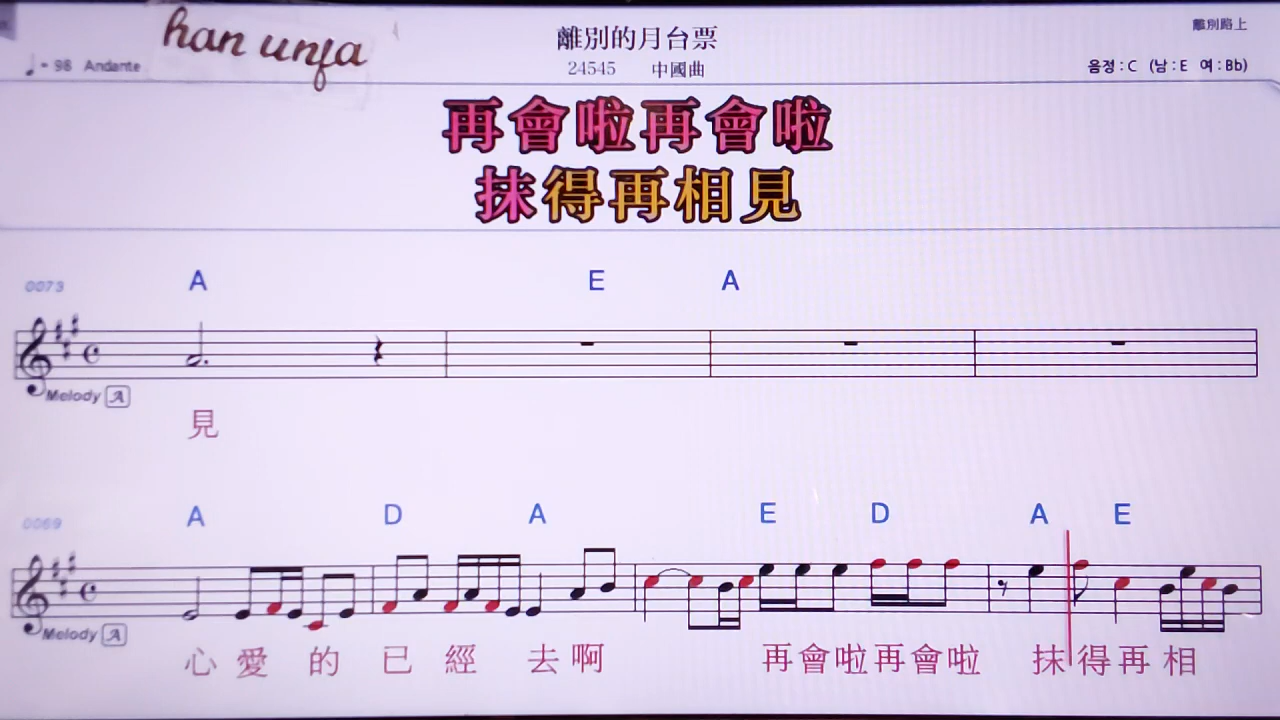 han unfa
離別的月台票
離別路上
♩= 98 Andante
24545 中國曲
음정 : C (남 : E 여 : Bb)
再會啦再會啦
抹得再相見
0073
A E A
Melody A
見
0069
A D A E D A E
Melody A
心愛的已經去啊 再會啦再會啦 抹得再相